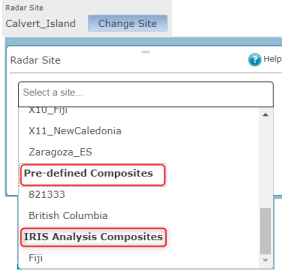 Radar Site
Calvert_Island
Change Site
Radar Site
Help
Select a site...
X10_Fiji
X11_NewCaledonia
Zaragoza_ES
Pre-defined Composites
821333
British Columbia
IRIS Analysis Composites
Fiji